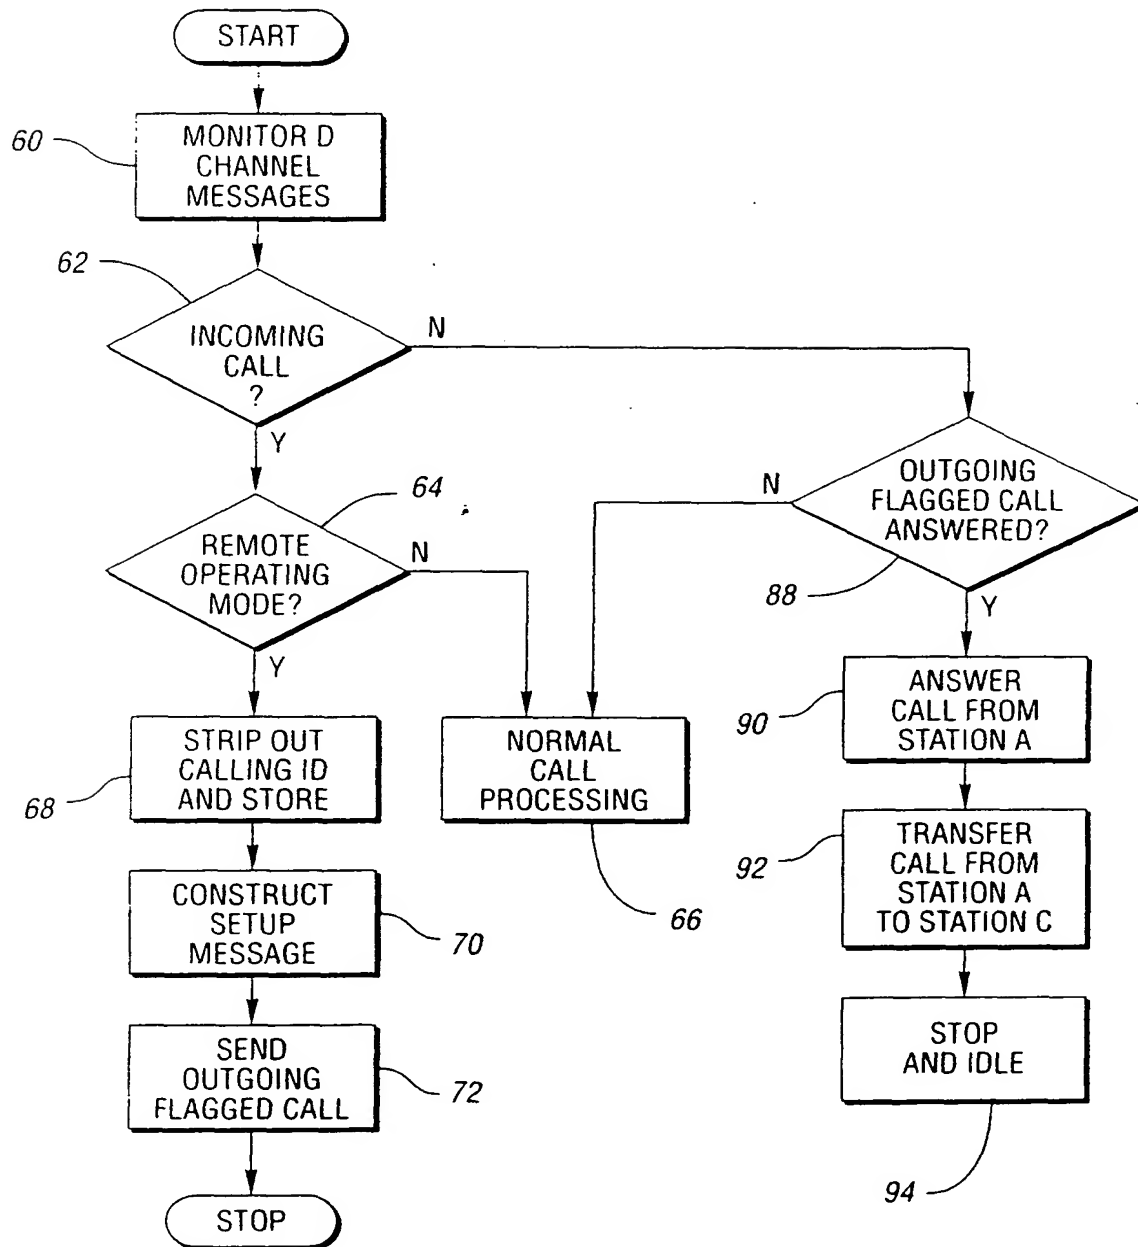 START
60
MONITOR D
CHANNEL
MESSAGES
62
INCOMING
CALL
?
N
Y
64
REMOTE
OPERATING
MODE?
N
Y
OUTGOING
FLAGGED CALL
ANSWERED?
N
88
Y
68
STRIP OUT
CALLING ID
AND STORE
NORMAL
CALL
PROCESSING
66
90
ANSWER
CALL FROM
STATION A
CONSTRUCT
SETUP
MESSAGE
70
92
TRANSFER
CALL FROM
STATION A
TO STATION C
SEND
OUTGOING
FLAGGED CALL
72
STOP
AND IDLE
94
STOP